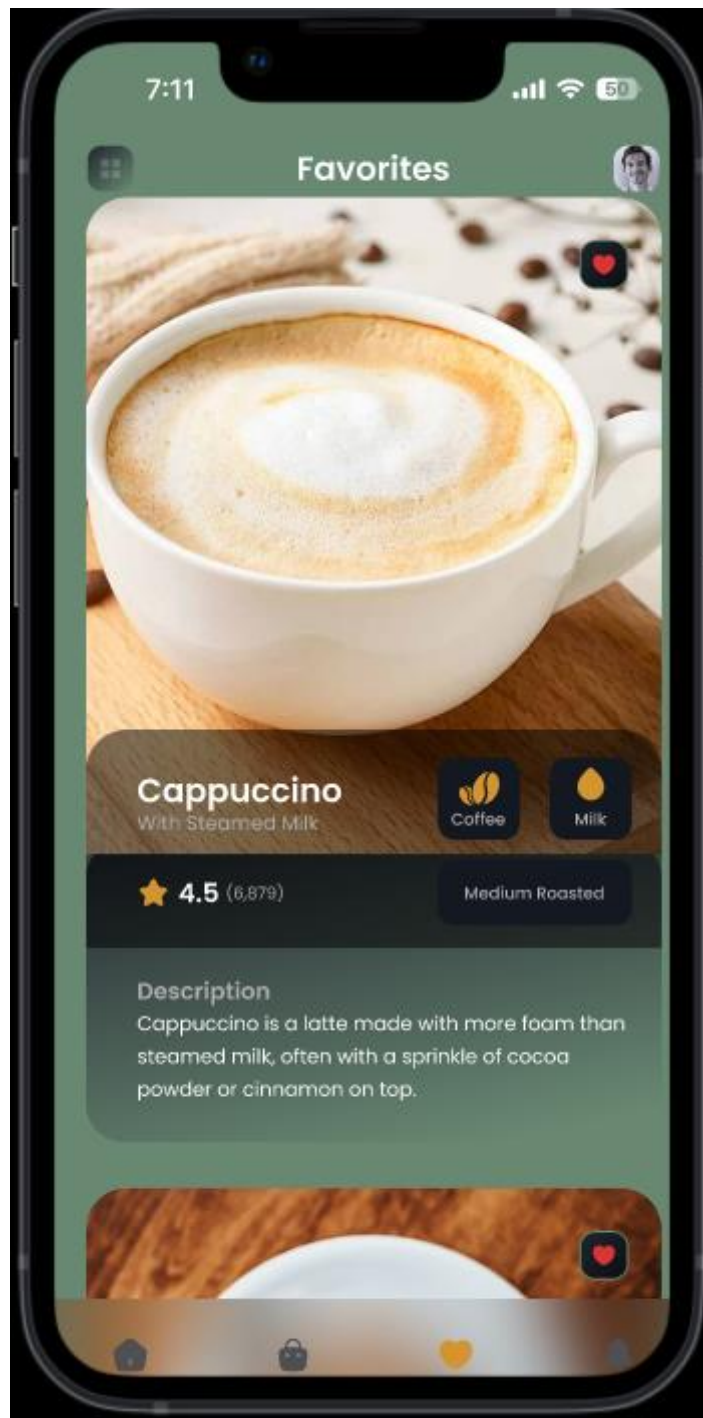 7:11
50
Favorites
Cappuccino
With Steamed Milk
Coffee
Milk
4.5 (6,879)
Medium Roasted
Description
Cappuccino is a latte made with more foam than
steamed milk, often with a sprinkle of cocoa
powder or cinnamon on top.